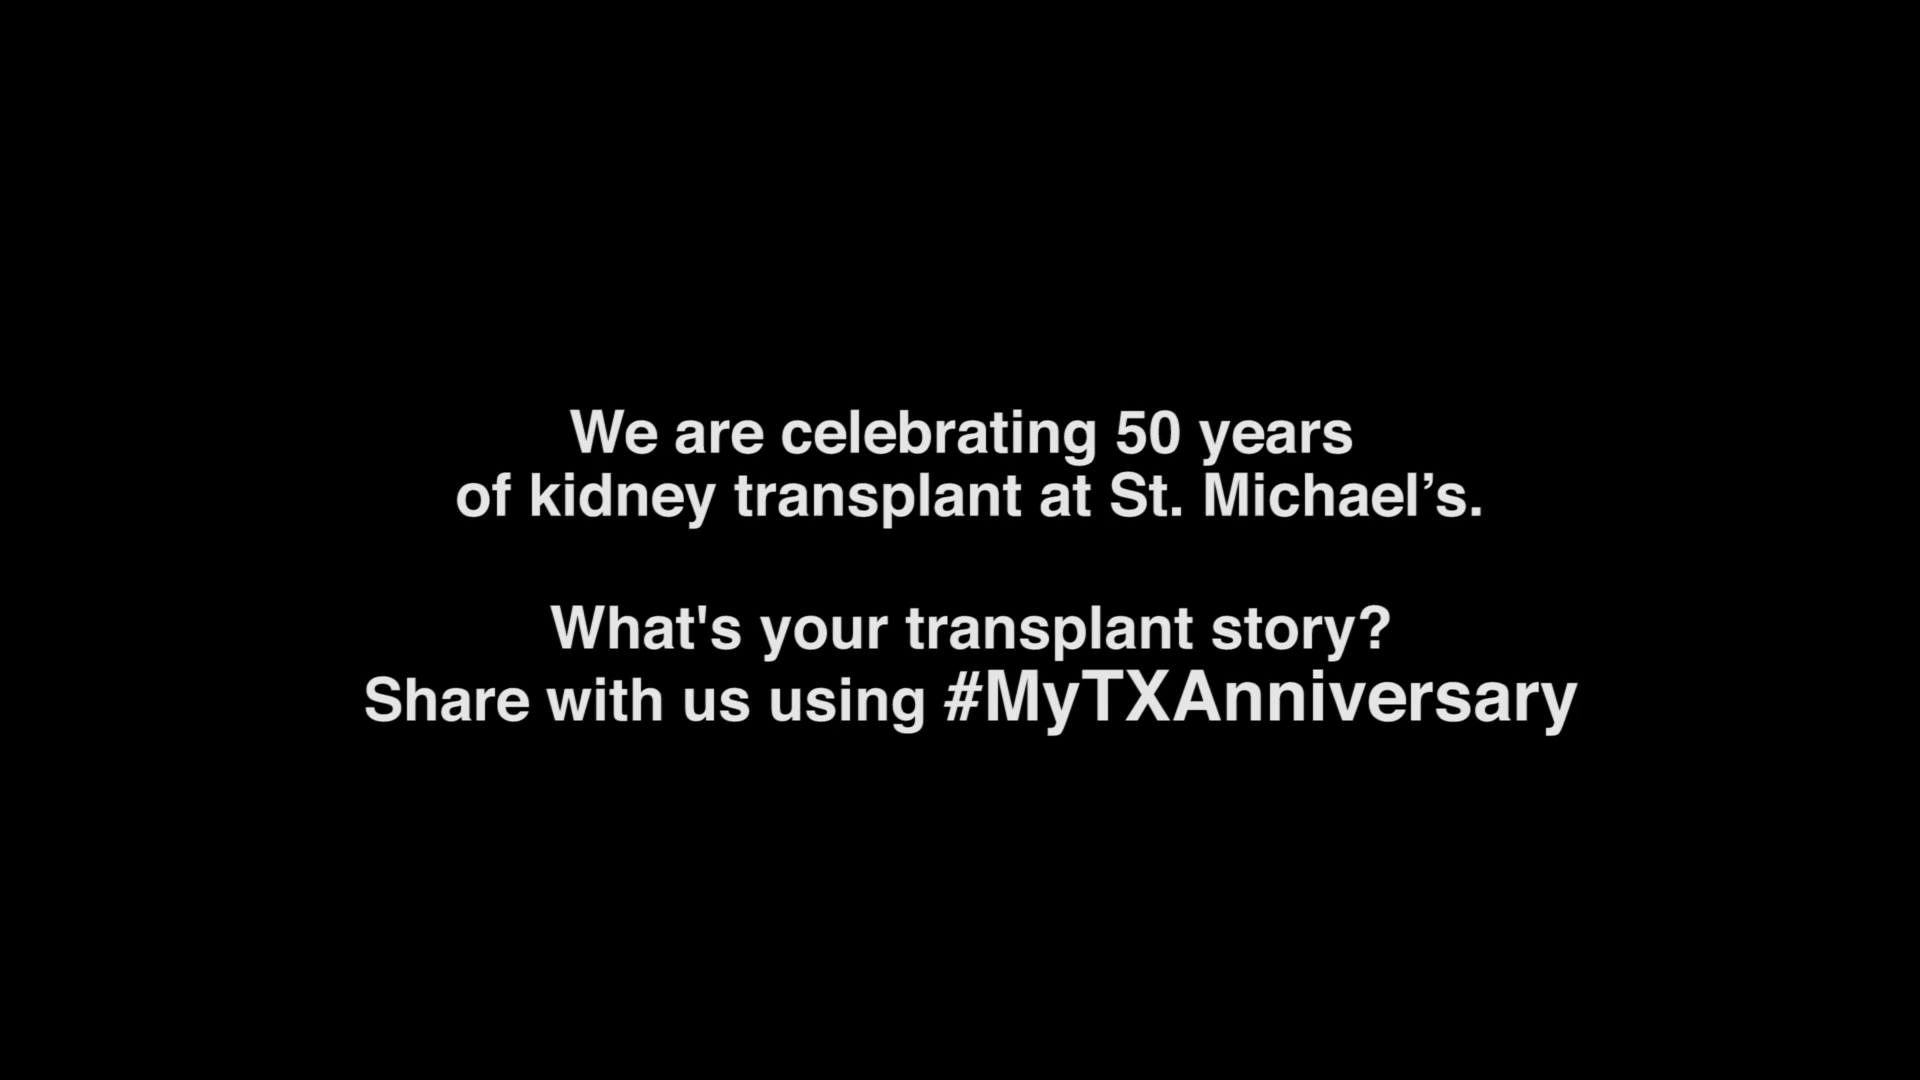 We are celebrating 50 years
of kidney transplant at St. Michael’s.
What's your transplant story?
Share with us using #MyTXAnniversary